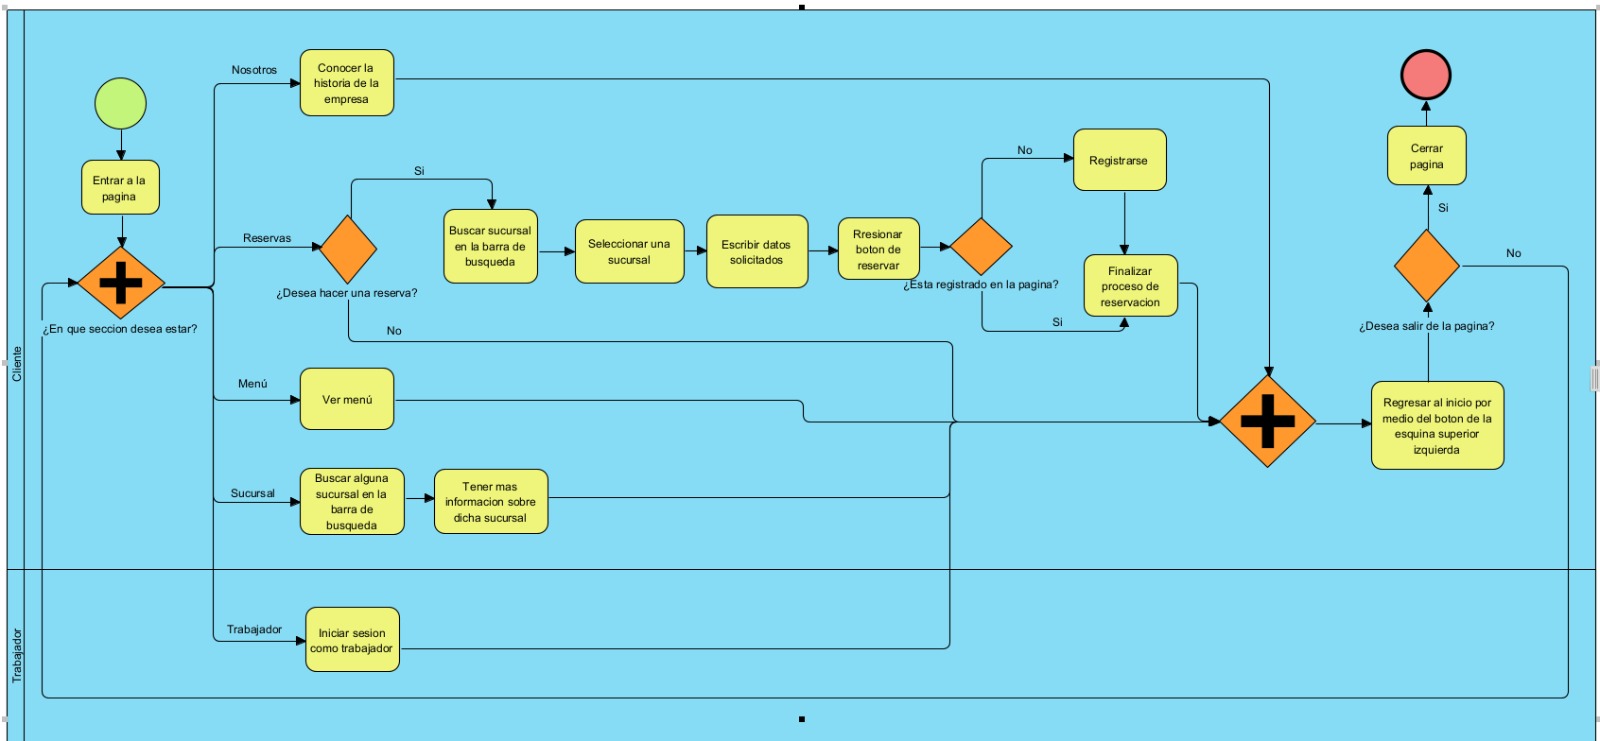 Cliente
Trabajador
Entrar a la
pagina
¿En que seccion desea estar?
Nosotros
Conocer la
historia de la
empresa
Reservas
¿Desea hacer una reserva?
Si
No
Buscar sucursal
en la barra de
busqueda
Seleccionar una
sucursal
Escribir datos
solicitados
Rresionar
boton de
reservar
¿Esta registrado en la pagina?
No
Si
Registrarse
Finalizar
proceso de
reservacion
Menú
Ver menú
Sucursal
Buscar alguna
sucursal en la
barra de
busqueda
Tener mas
informacion sobre
dicha sucursal
Trabajador
Iniciar sesion
como trabajador
Regresar al inicio por
medio del boton de la
esquina superior
izquierda
¿Desea salir de la pagina?
No
Si
Cerrar
pagina